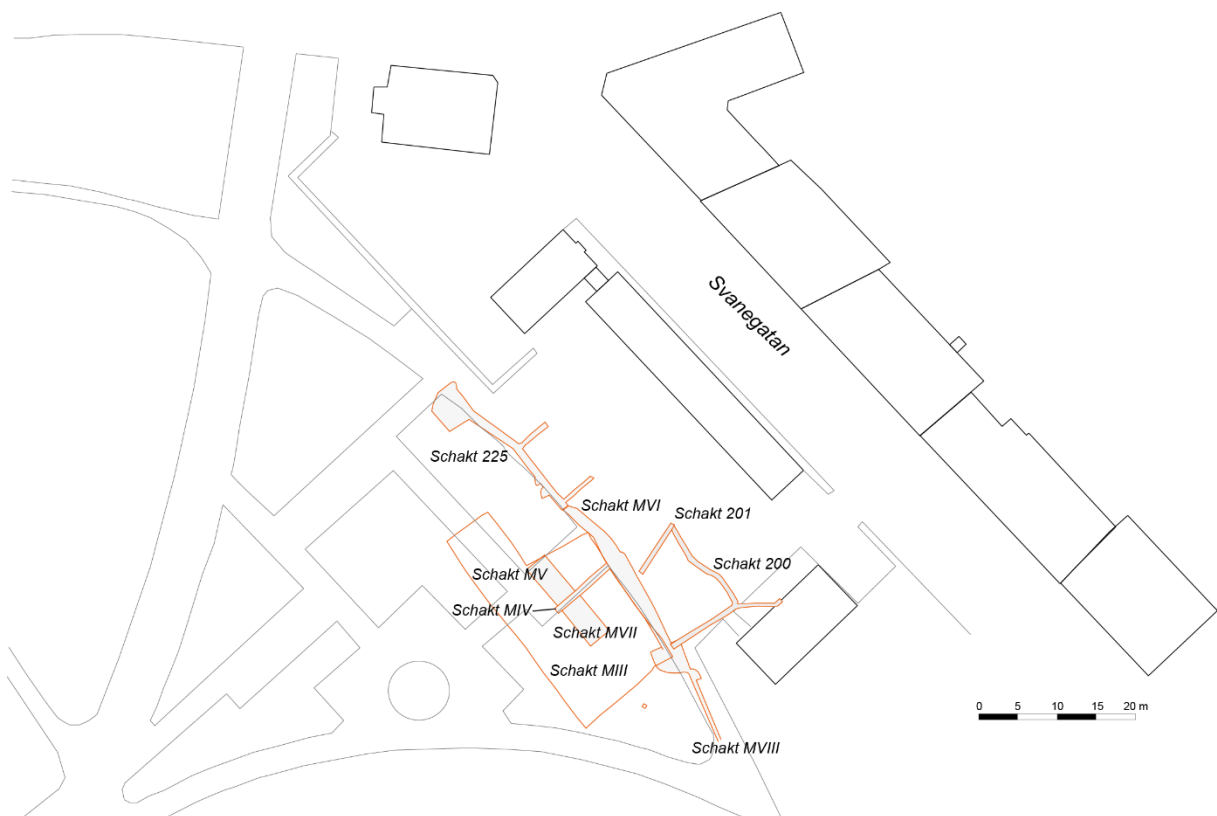 Svanegatan
Schakt 225
Schakt MVI
Schakt 201
Schakt 200
Schakt MV
Schakt MIV
Schakt MVII
Schakt MIII
Schakt MVIII
0 5 10 15 20 m